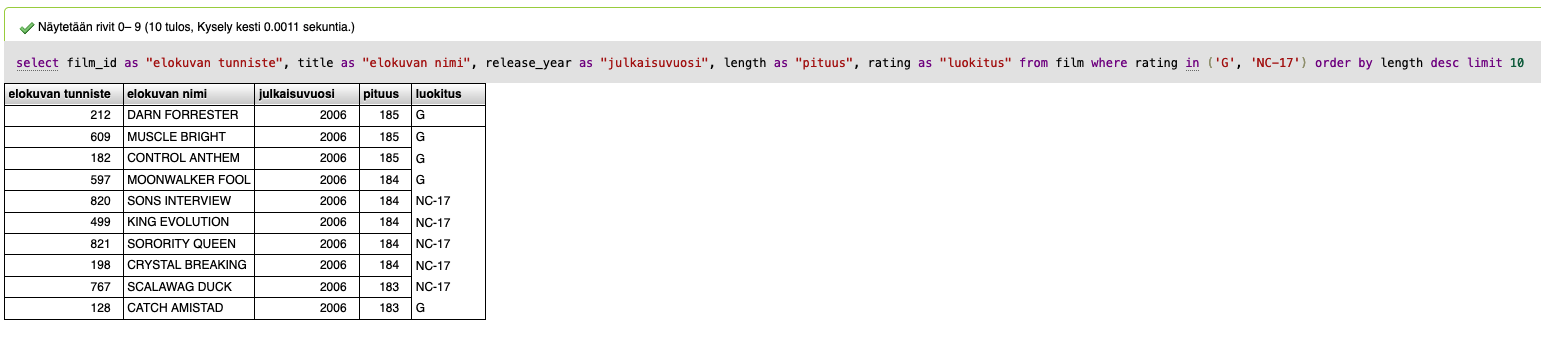 Näytetään rivit 0– 9 (10 tulos, Kysely kesti 0.0011 sekuntia.)
select film_id as "elokuvan tunniste", title as "elokuvan nimi", release_year as "julkaisuvuosi", length as "pituus", rating as "luokitus" from film where rating in ('G', 'NC-17') order by length desc limit 10
elokuvan tunniste elokuvan nimi julkaisuvuosi pituus luokitus
212 DARN FORRESTER 2006 185 G
609 MUSCLE BRIGHT 2006 185 G
182 CONTROL ANTHEM 2006 185 G
597 MOONWALKER FOOL 2006 184 G
820 SONS INTERVIEW 2006 184 NC-17
499 KING EVOLUTION 2006 184 NC-17
821 SORORITY QUEEN 2006 184 NC-17
198 CRYSTAL BREAKING 2006 184 NC-17
767 SCALAWAG DUCK 2006 183 NC-17
128 CATCH AMISTAD 2006 183 G